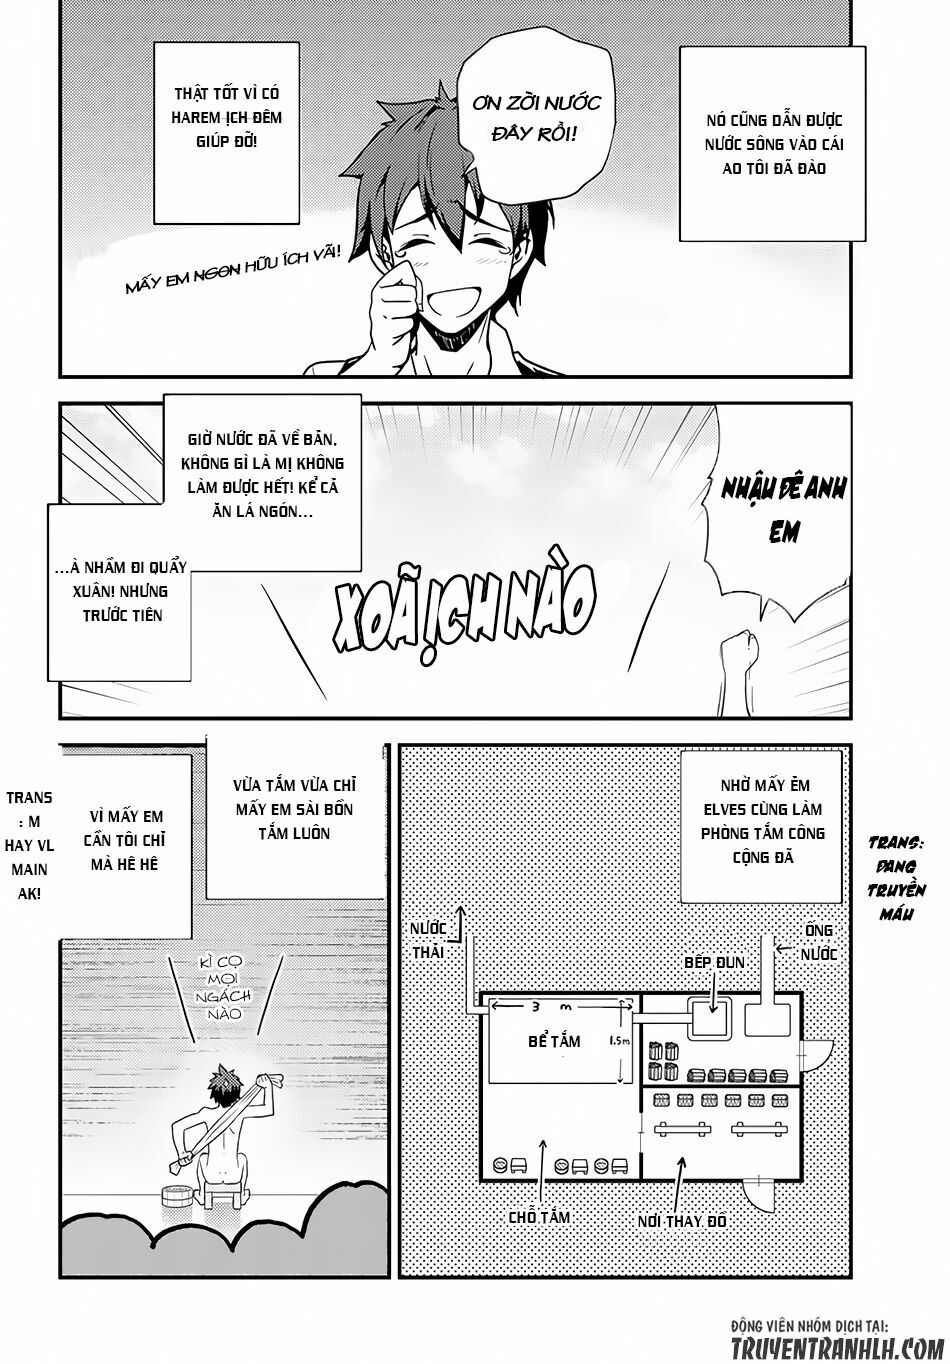 NÓ CŨNG DẪN ĐƯỢC
NƯỚC SÔNG VÀO CÁI
AO TÔI ĐÃ ĐÀO
ƠN ZỜI NƯỚC
ĐÂY RỒI!
THẬT TỐT VÌ CÓ
HAREM ỊCH ĐÊM
GIÚP ĐỠ!
MẤY EM NGON HỮU ÍCH VÃI!
NHẬU ĐÊ ANH
EM
GIỜ NƯỚC ĐÃ VỀ BẢN,
KHÔNG GÌ LÀ MỊ KHÔNG
LÀM ĐƯỢC HẾT! KỂ CẢ
ĂN LÁ NGÓN...
XOÃ ỊCH NÀO
...À NHẦM ĐI QUẨY
XUÂN! NHƯNG
TRƯỚC TIÊN
NHỜ MẤY ẺM
ELVES CÙNG LÀM
PHÒNG TẮM CÔNG
CỘNG ĐÃ
TRANS:
ĐANG
TRUYỀN
MÁU
NƯỚC
THẢI
ỐNG
NƯỚC
BẾP ĐUN
3 m
BỂ TẮM
1.5m
CHỖ TẮM
NƠI THAY ĐỒ
VỪA TẮM VỪA CHỈ
MẤY EM SÀI BỒN
TẮM LUÔN
VÌ MẤY EM
CẦN TÔI CHỈ
MÀ HÊ HÊ
TRANS
: M
HAY VL
MAIN
AK!
KÌ CỌ
MỌI
NGÁCH
NÀO
ĐỘNG VIÊN NHÓM DỊCH TẠI:
TRUYENTRANHLH.COM